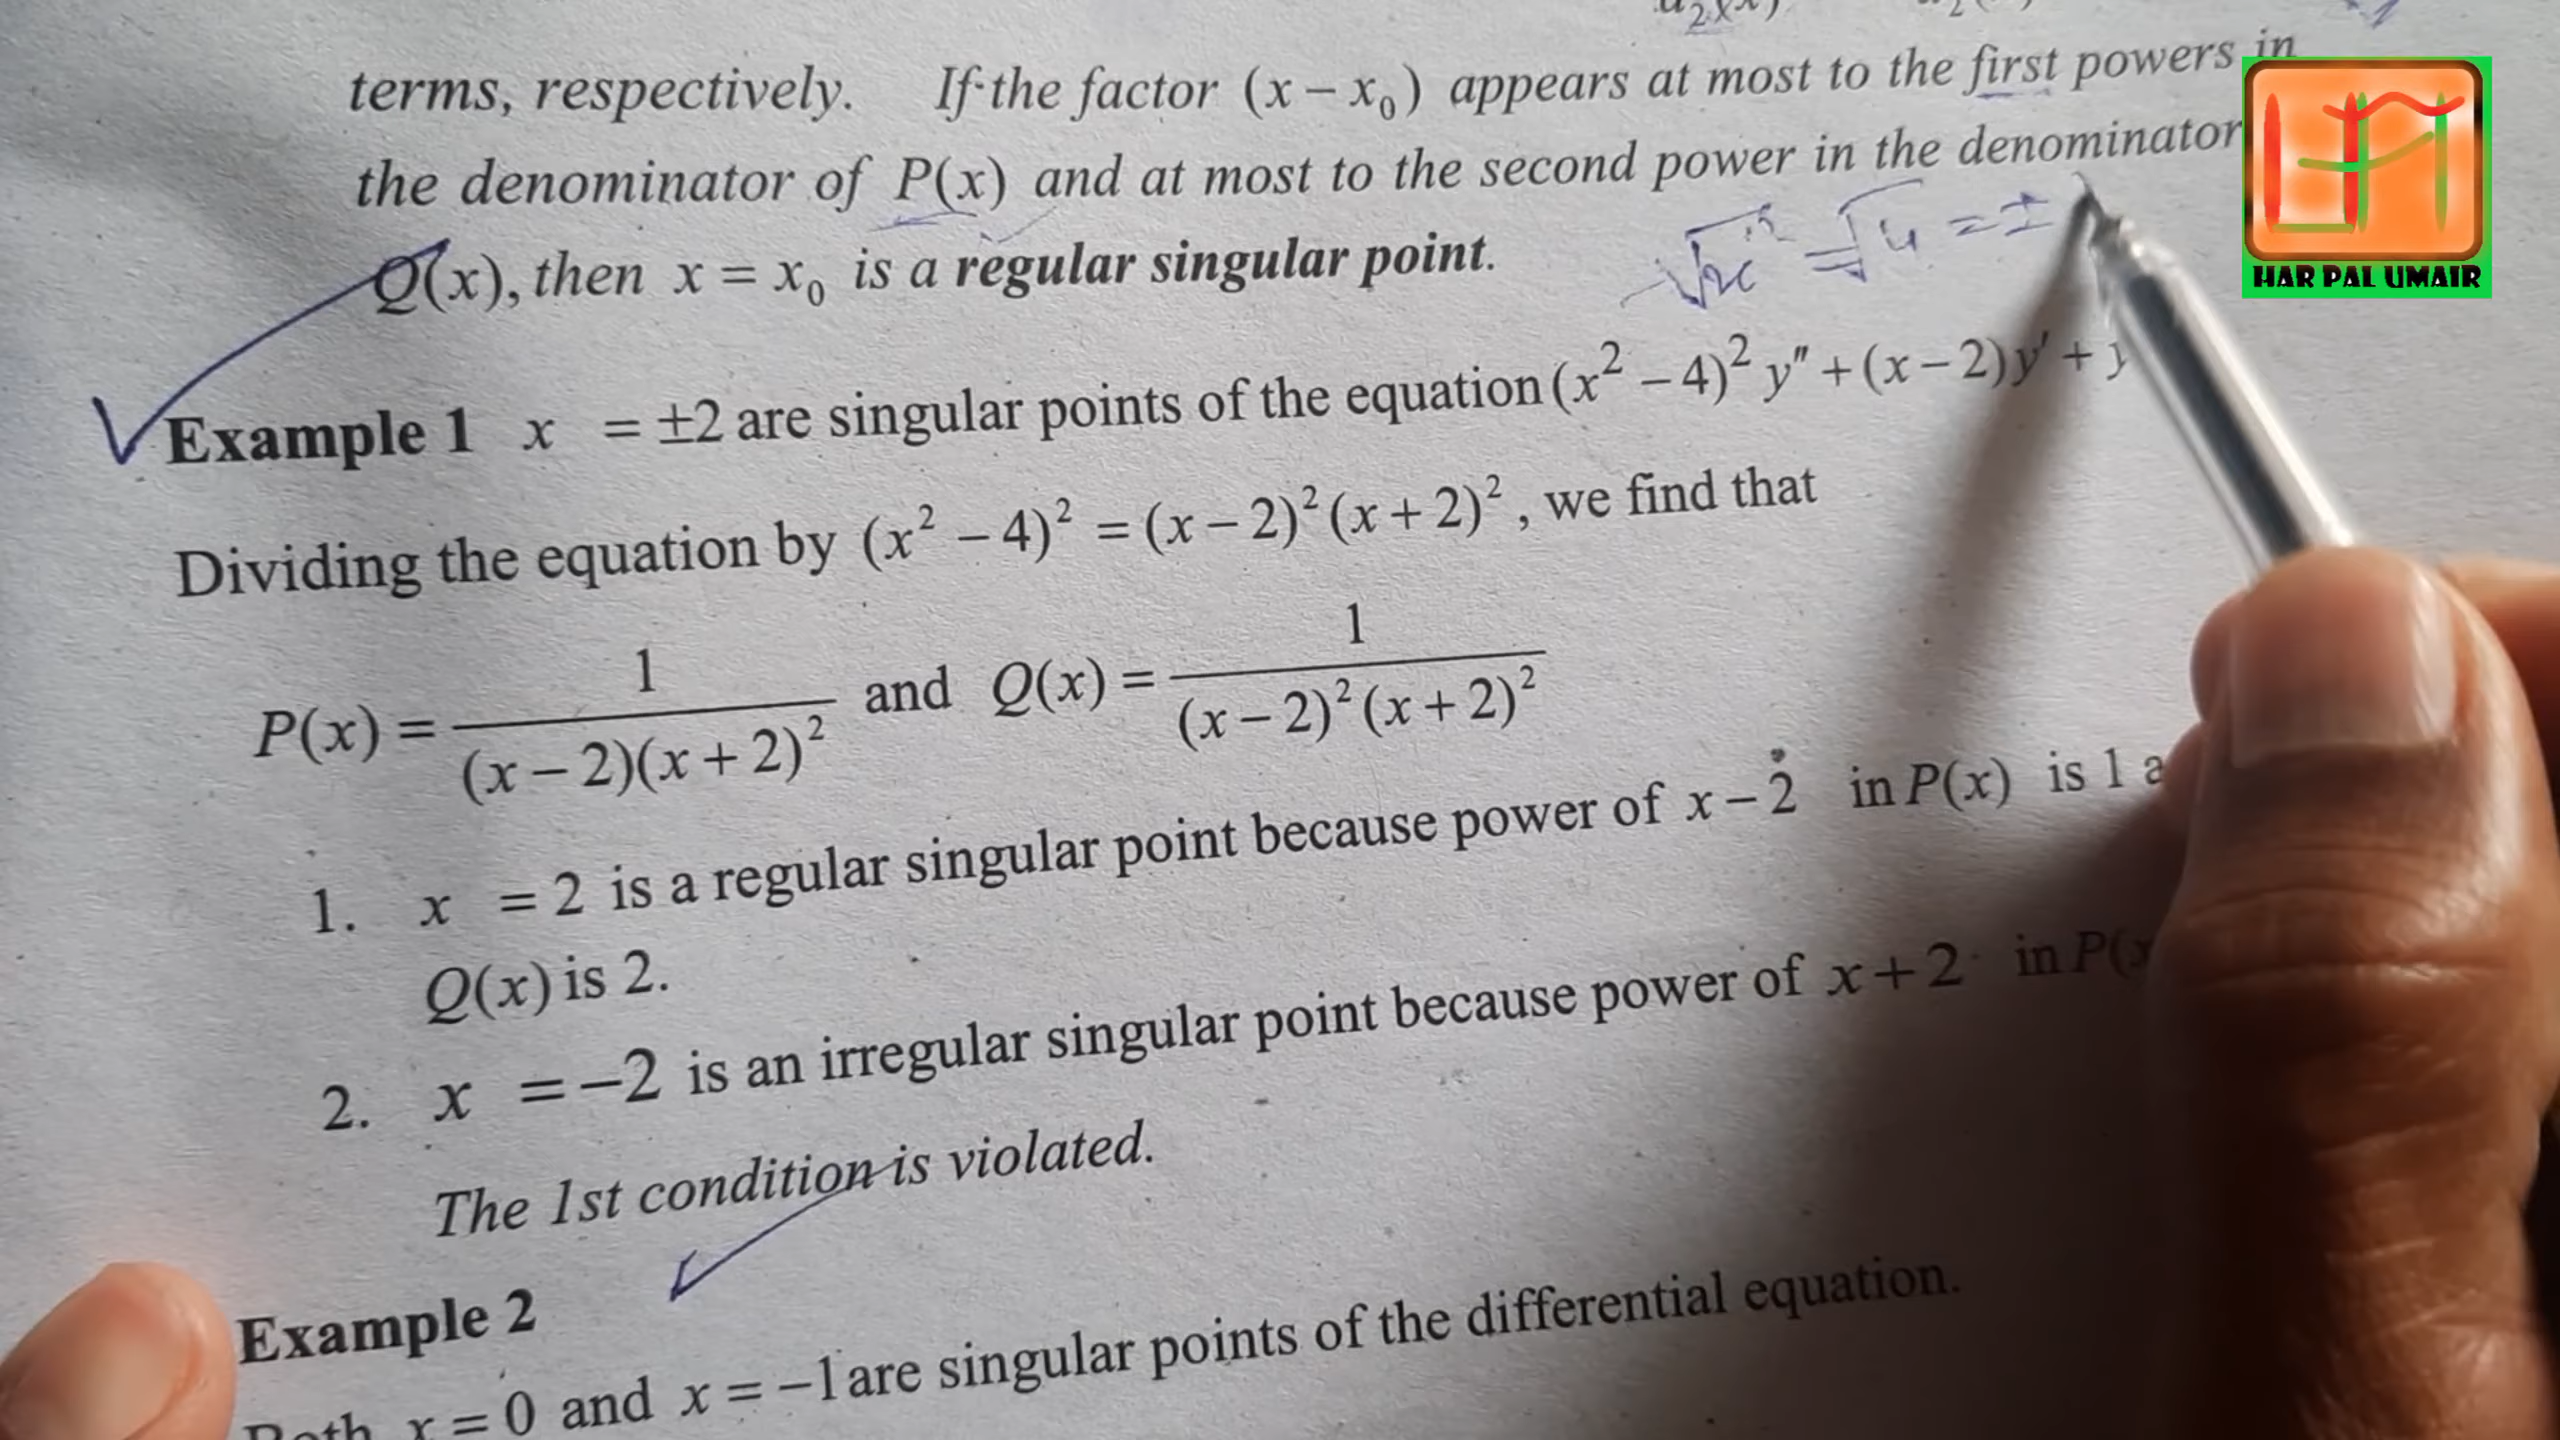 terms, respectively. If the factor (x − x₀) appears at most to the first powers in
the denominator of P(x) and at most to the second power in the denominator
Q(x), then x = x₀ is a regular singular point.
√x² = √4 = ±
HAR PAL UMAIR
Example 1 x = ±2 are singular points of the equation (x² − 4)² y″ + (x − 2)y′ + y
Dividing the equation by (x² − 4)² = (x − 2)² (x + 2)², we find that
P(x) = 1/((x − 2)(x + 2)²) and Q(x) = 1/((x − 2)² (x + 2)²)
1. x = 2 is a regular singular point because power of x − 2 in P(x) is 1 a
Q(x) is 2.
2. x = −2 is an irregular singular point because power of x + 2 in P(x
The 1st condition is violated.
Example 2
Both x = 0 and x = −1 are singular points of the differential equation.